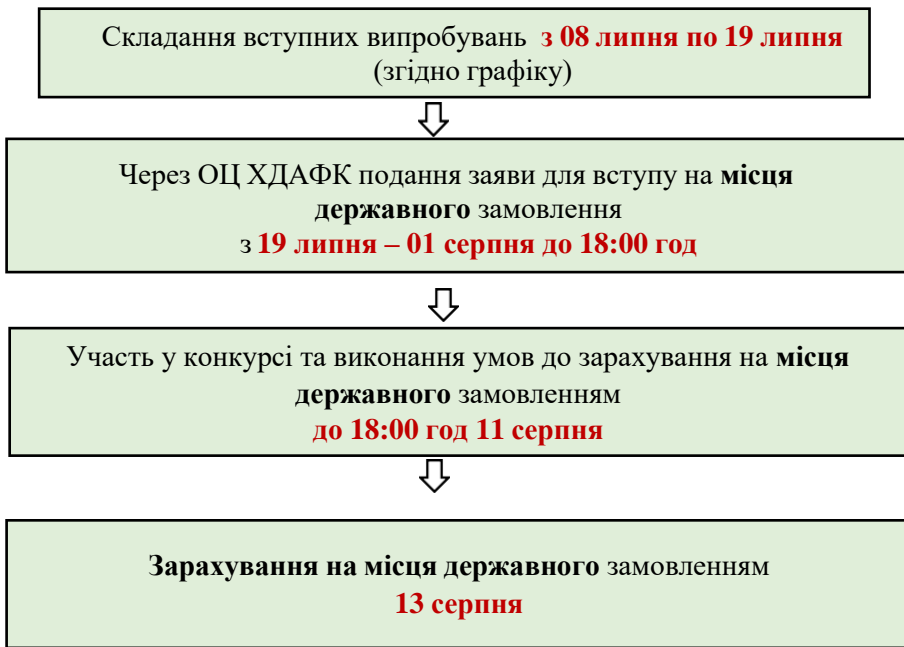 Складання вступних випробувань з 08 липня по 19 липня
(згідно графіку)
Через ОЦ ХДАФК подання заяви для вступу на місця
державного замовлення
з 19 липня – 01 серпня до 18:00 год
Участь у конкурсі та виконання умов до зарахування на місця
державного замовленням
до 18:00 год 11 серпня
Зарахування на місця державного замовленням
13 серпня